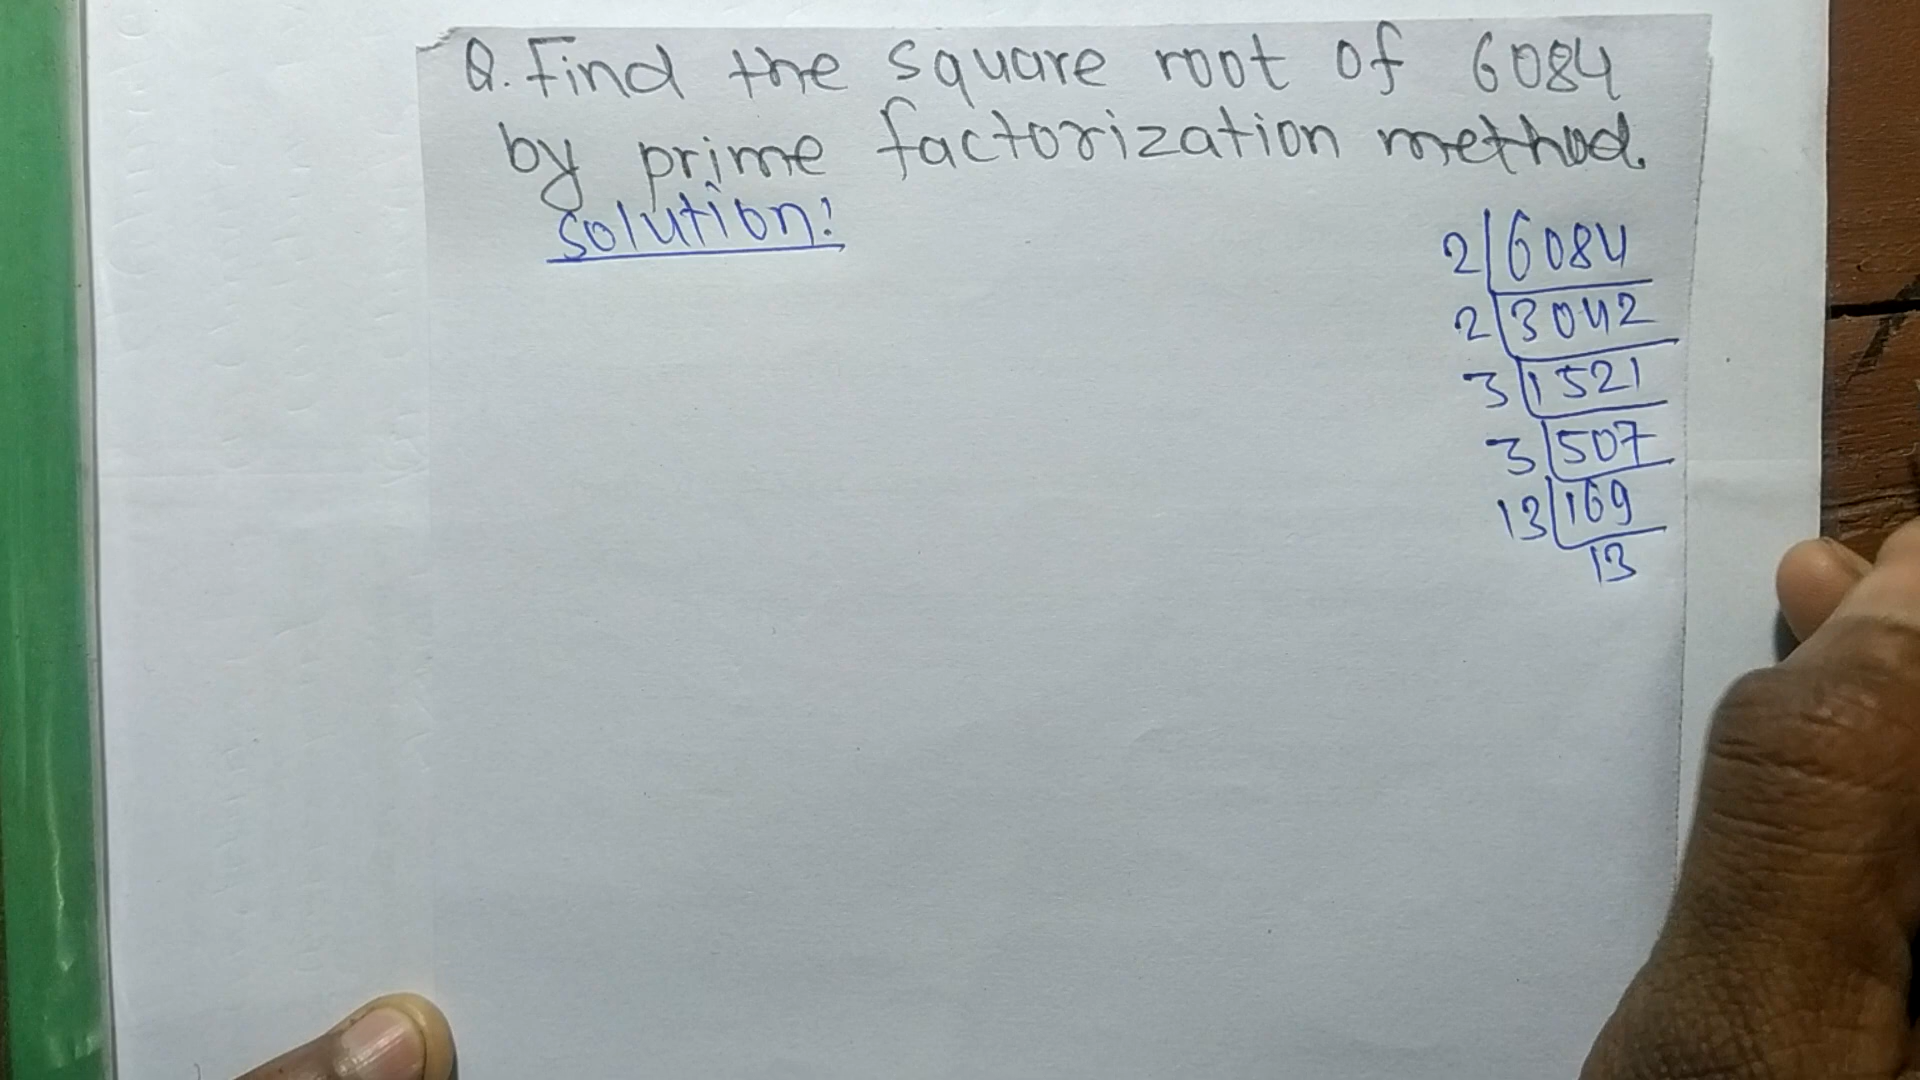 Q. Find the square root of 6084
by prime factorization method.
solution:
2 6084
2 3042
3 1521
3 507
13 169
13